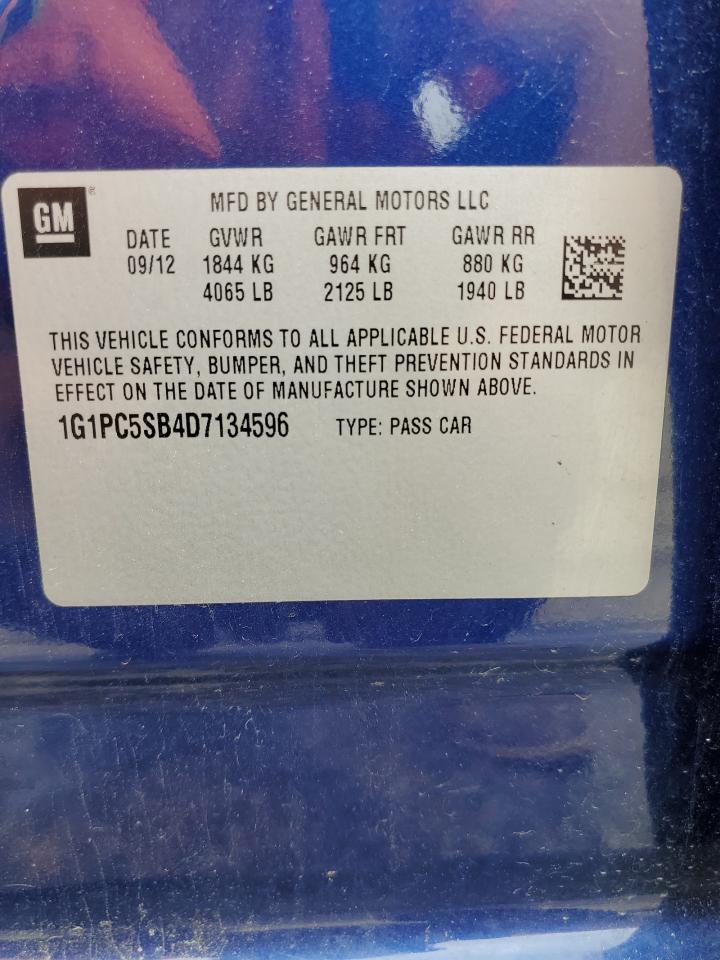 GM ®
MFD BY GENERAL MOTORS LLC
DATE GVWR GAWR FRT GAWR RR
09/12 1844 KG 964 KG 880 KG
4065 LB 2125 LB 1940 LB
THIS VEHICLE CONFORMS TO ALL APPLICABLE U.S. FEDERAL MOTOR
VEHICLE SAFETY, BUMPER, AND THEFT PREVENTION STANDARDS IN
EFFECT ON THE DATE OF MANUFACTURE SHOWN ABOVE.
1G1PC5SB4D7134596 TYPE: PASS CAR